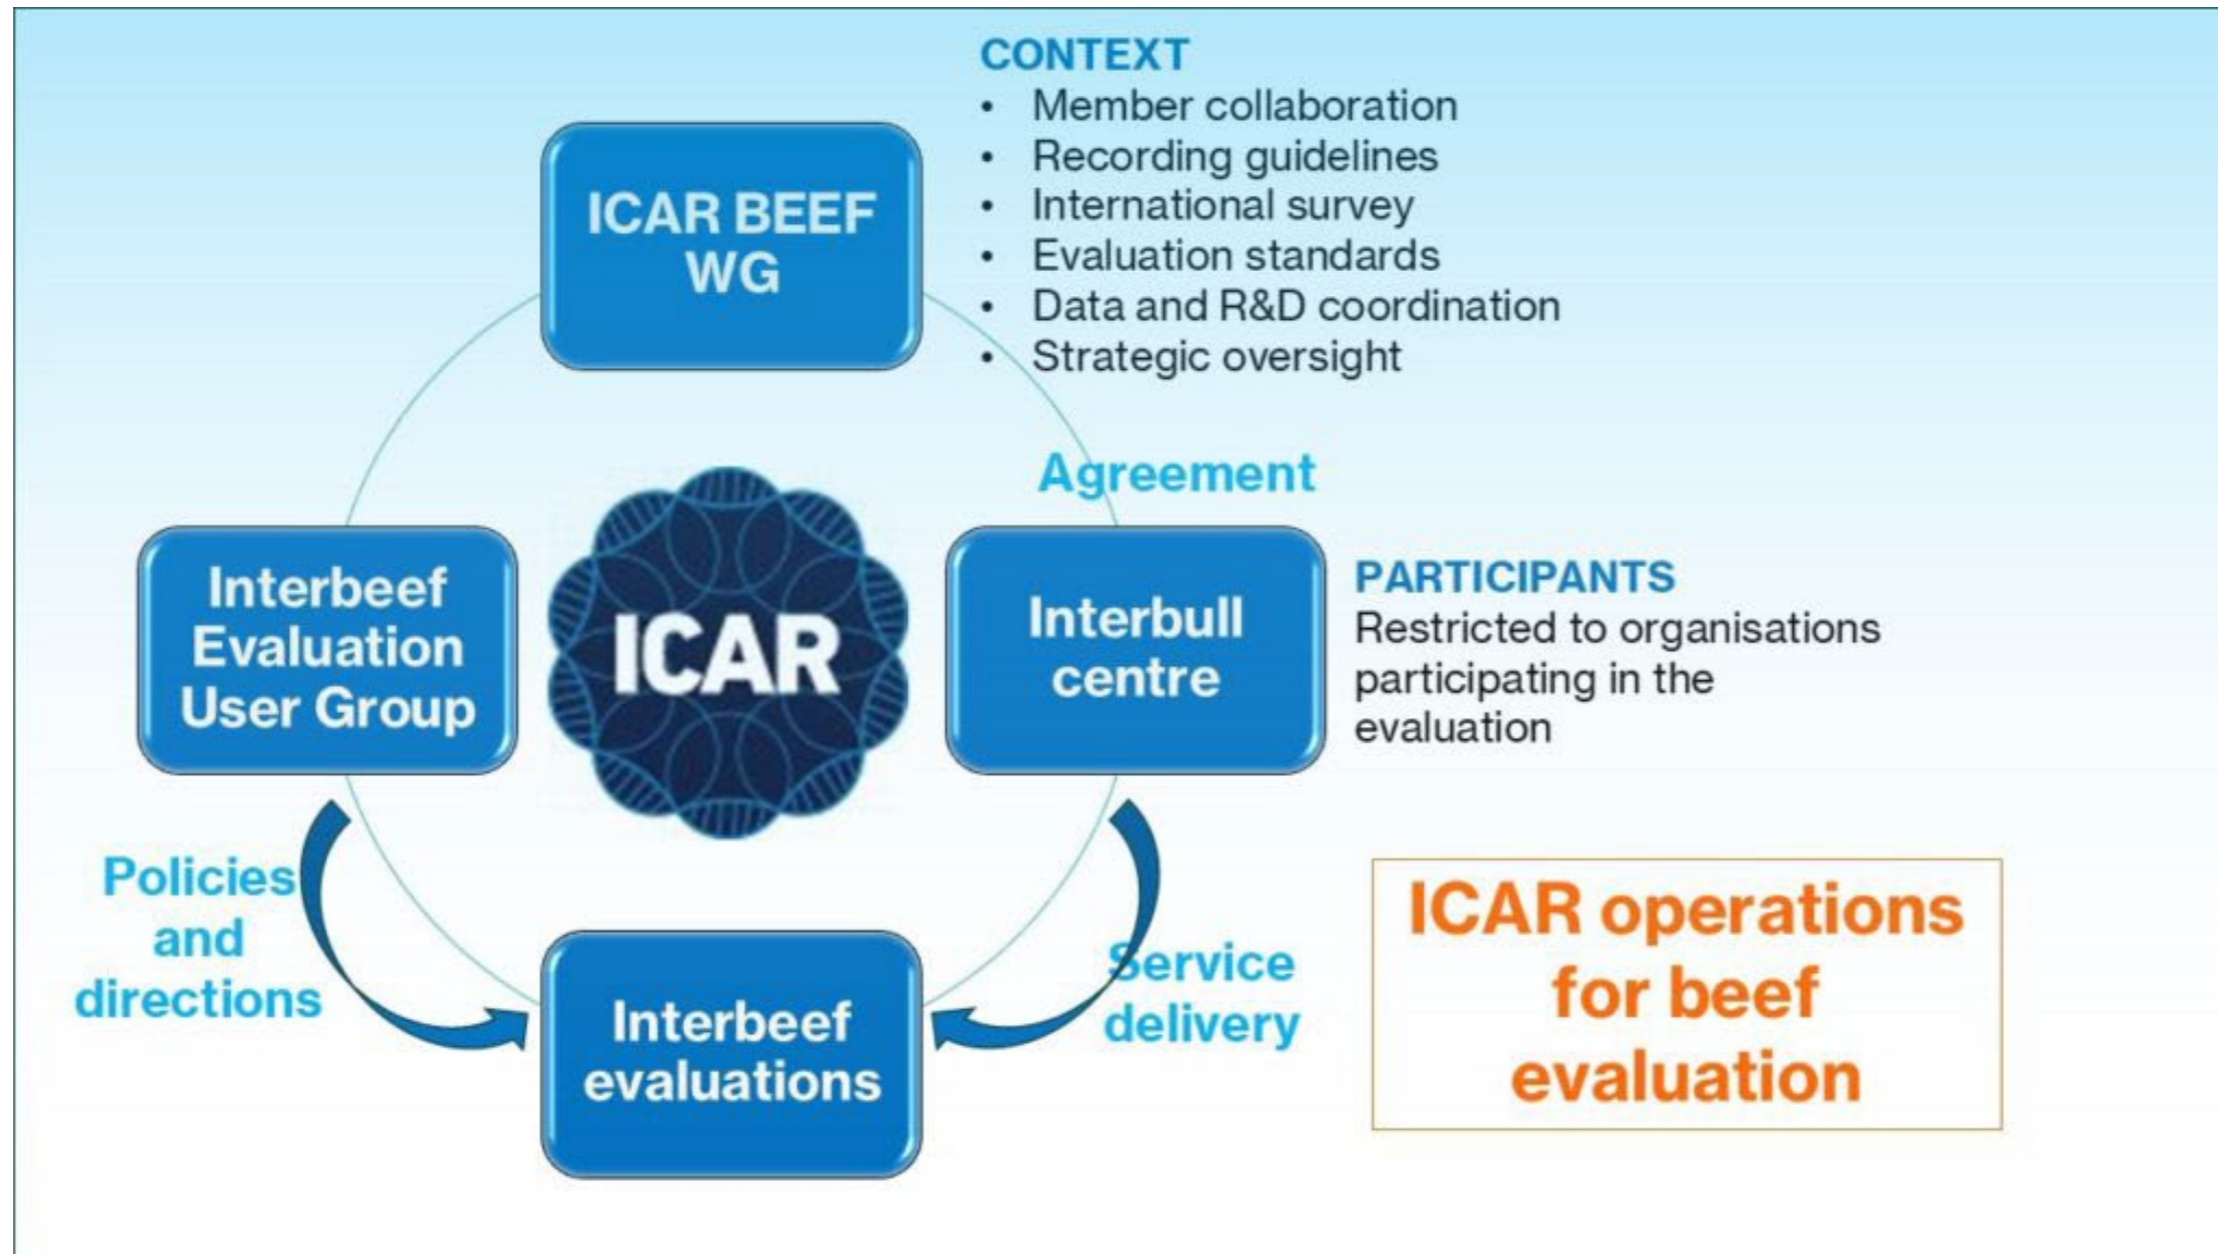 CONTEXT
• Member collaboration
• Recording guidelines
• International survey
• Evaluation standards
• Data and R&D coordination
• Strategic oversight
ICAR BEEF
WG
Agreement
Interbeef
Evaluation
User Group
ICAR
Interbull
centre
PARTICIPANTS
Restricted to organisations
participating in the
evaluation
Policies
and
directions
Service
delivery
Interbeef
evaluations
ICAR operations
for beef
evaluation